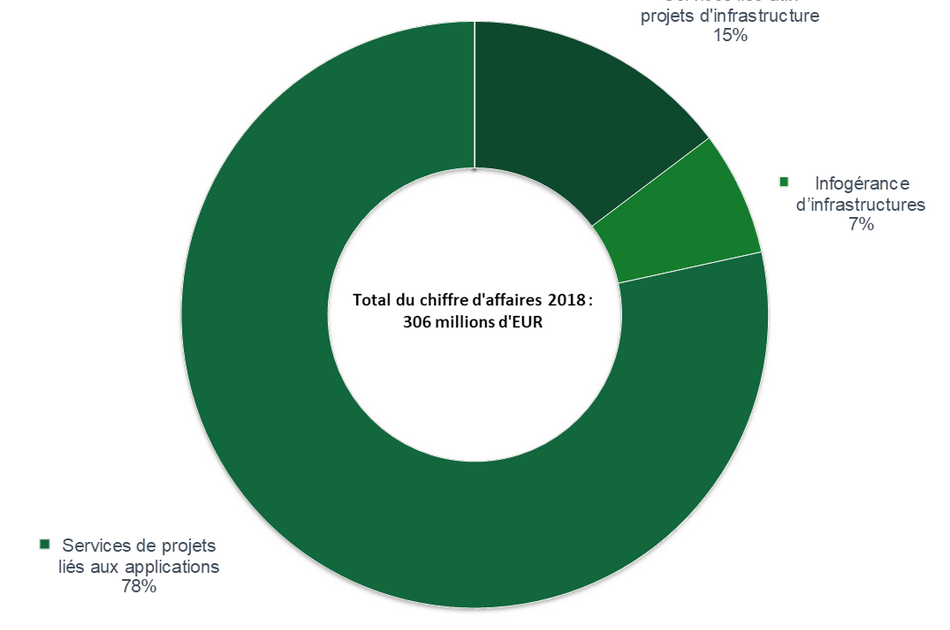 projets d'infrastructure
15%
Infogérance
d’infrastructures
7%
Total du chiffre d'affaires 2018 :
306 millions d'EUR
Services de projets
liés aux applications
78%